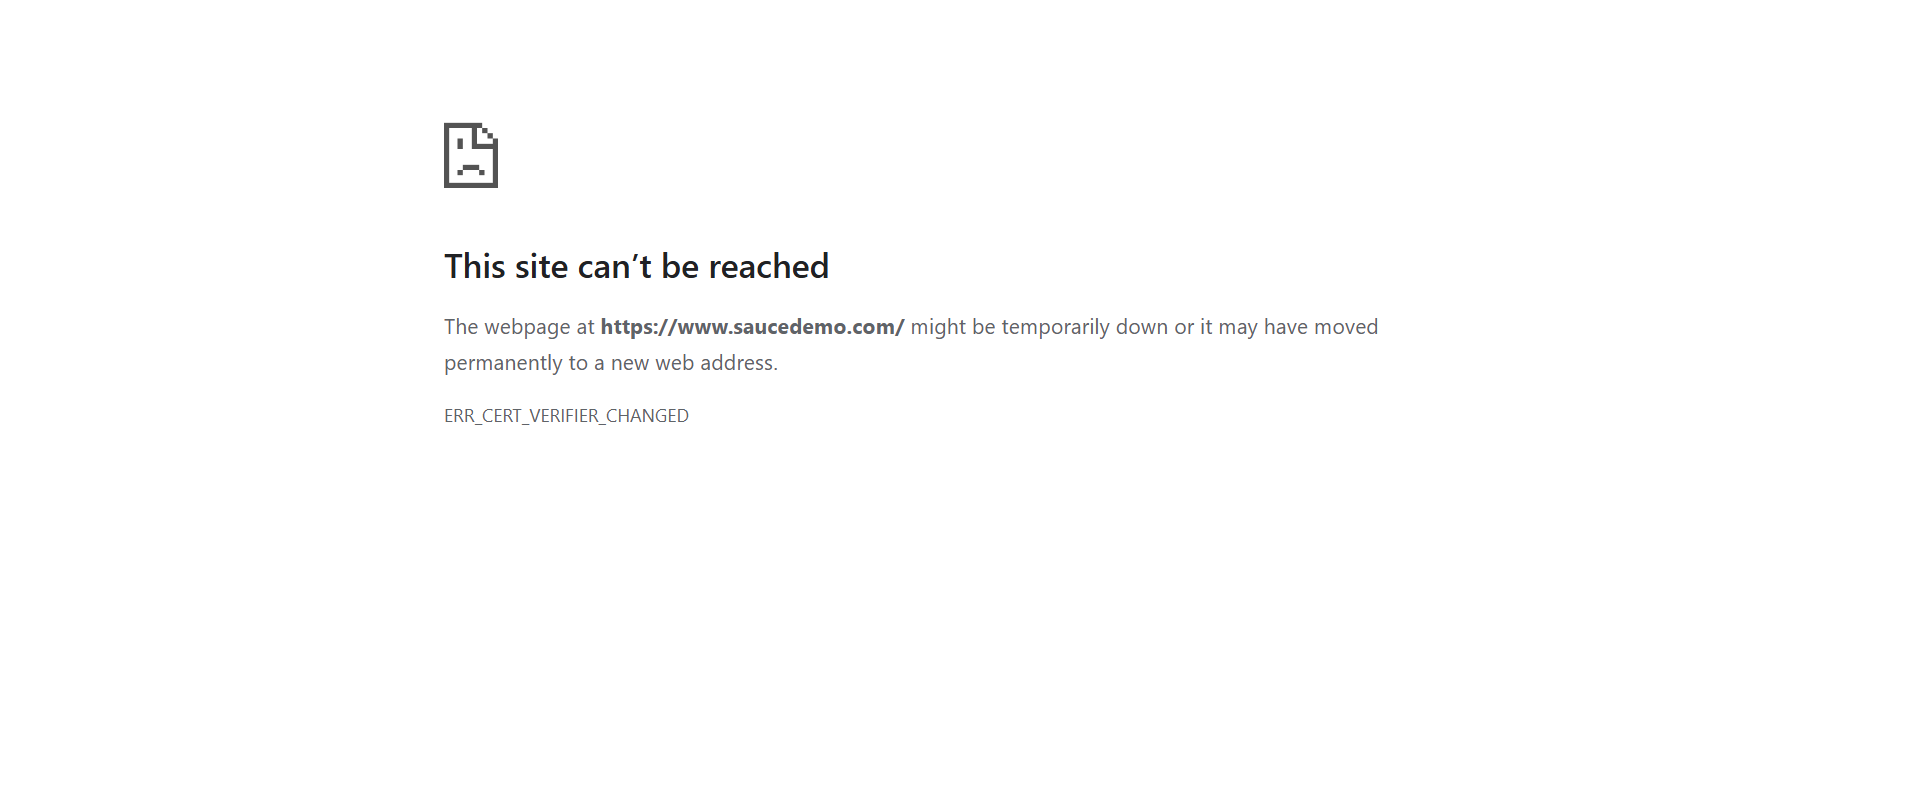 This site can’t be reached
The webpage at https://www.saucedemo.com/ might be temporarily down or it may have moved
permanently to a new web address.
ERR_CERT_VERIFIER_CHANGED